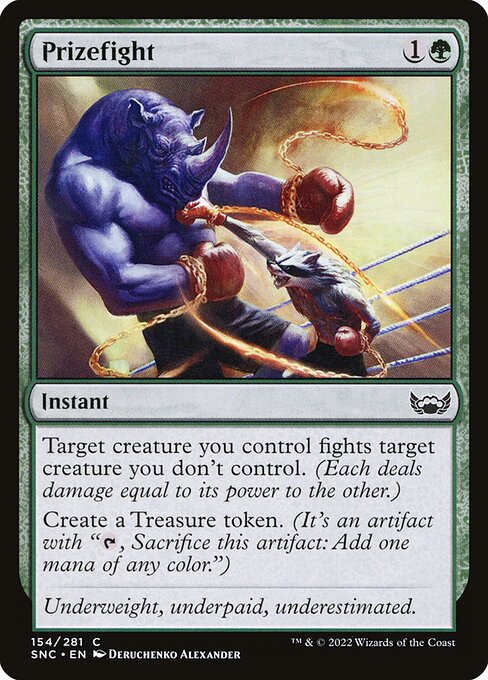 Prizefight 1
Instant
Target creature you control fights target
creature you don't control. (Each deals
damage equal to its power to the other.)
Create a Treasure token. (It's an artifact
with “, Sacrifice this artifact: Add one
mana of any color.”)
Underweight, underpaid, underestimated.
154/281 C
SNC • EN Deruchenko Alexander
™ & © 2022 Wizards of the Coast